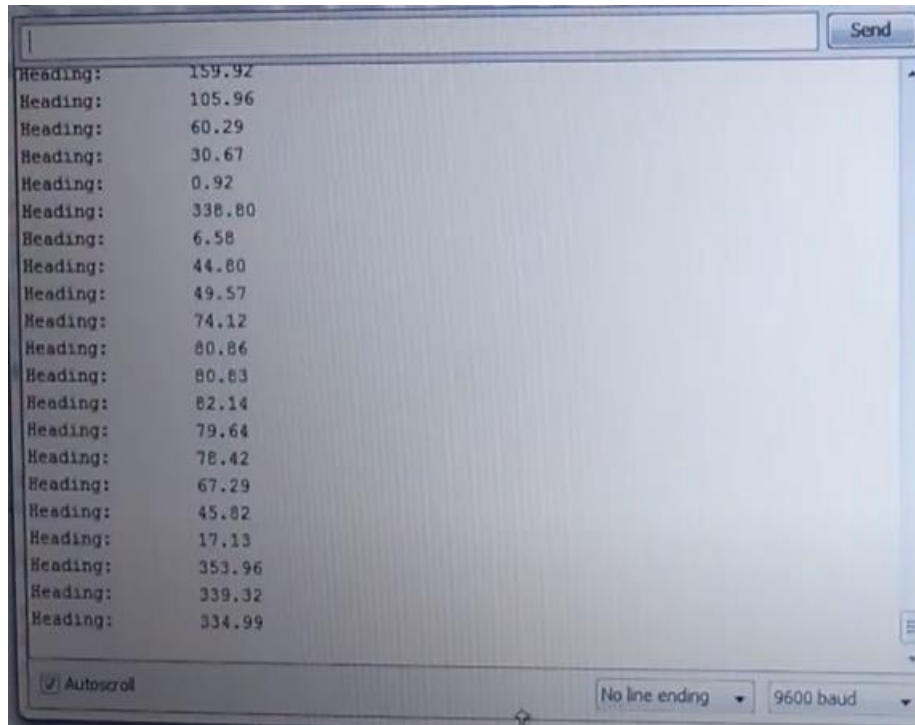 Send
Heading: 159.92
Heading: 105.96
Heading: 60.29
Heading: 30.67
Heading: 0.92
Heading: 338.80
Heading: 6.58
Heading: 44.80
Heading: 49.57
Heading: 74.12
Heading: 80.86
Heading: 80.83
Heading: 82.14
Heading: 79.64
Heading: 78.42
Heading: 67.29
Heading: 45.82
Heading: 17.13
Heading: 353.96
Heading: 339.32
Heading: 334.99
Autoscroll No line ending 9600 baud